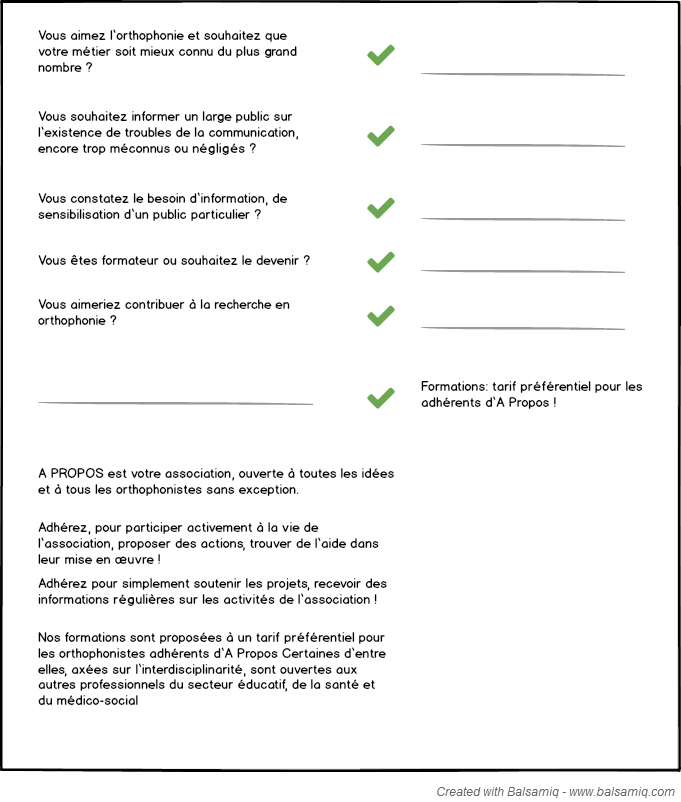 Vous aimez l'orthophonie et souhaitez que
votre métier soit mieux connu du plus grand
nombre ?
Vous souhaitez informer un large public sur
l'existence de troubles de la communication,
encore trop méconnus ou négligés ?
Vous constatez le besoin d'information, de
sensibilisation d'un public particulier ?
Vous êtes formateur ou souhaitez le devenir ?
Vous aimeriez contribuer à la recherche en
orthophonie ?
Formations: tarif préférentiel pour les
adhérents d'A Propos !
A PROPOS est votre association, ouverte à toutes les idées
et à tous les orthophonistes sans exception.
Adhérez, pour participer activement à la vie de
l'association, proposer des actions, trouver de l'aide dans
leur mise en œuvre !
Adhérez pour simplement soutenir les projets, recevoir des
informations régulières sur les activités de l'association !
Nos formations sont proposées à un tarif préférentiel pour
les orthophonistes adhérents d'A Propos Certaines d'entre
elles, axées sur l'interdisciplinarité, sont ouvertes aux
autres professionnels du secteur éducatif, de la santé et
du médico-social
Created with Balsamiq - www.balsamiq.com